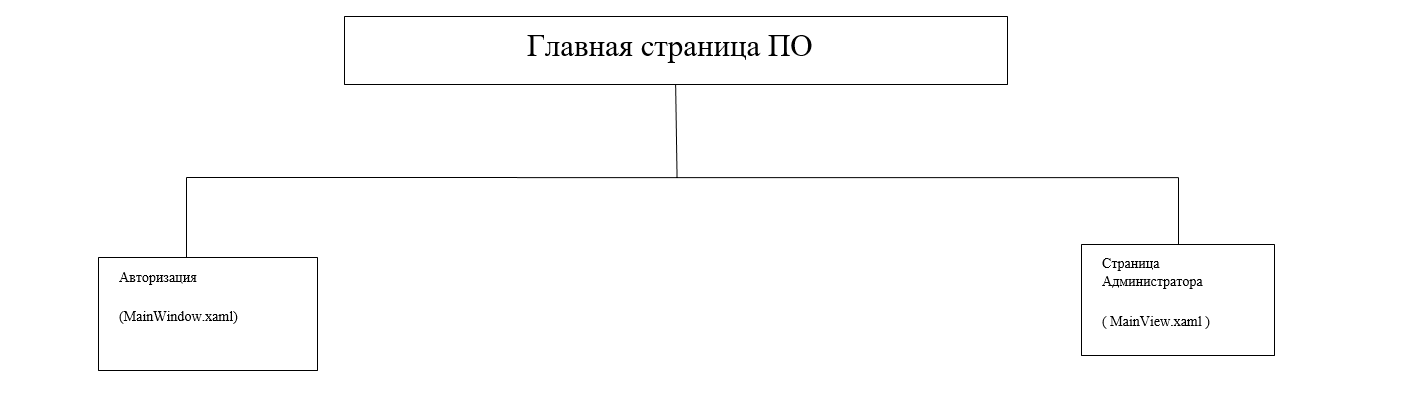 Главная страница ПО
Авторизация
(MainWindow.xaml)
Страница
Администратора
( MainView.xaml )